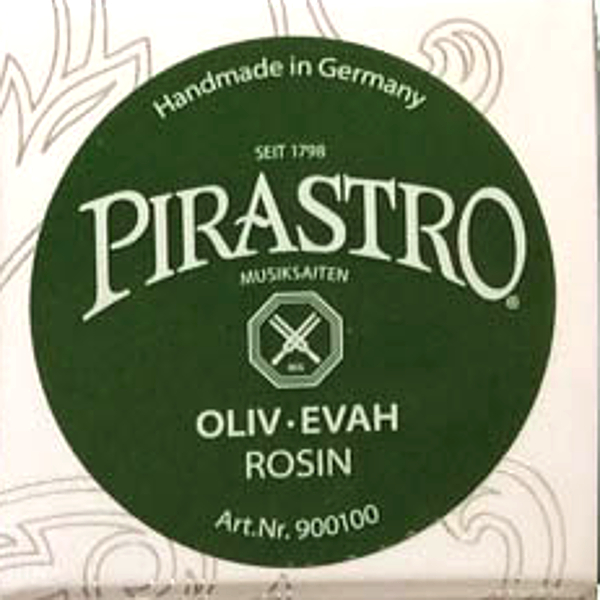 Handmade in Germany
SEIT 1798
PIRASTRO®
MUSIKSAITEN
OLIV·EVAH
ROSIN
Art.Nr. 900100